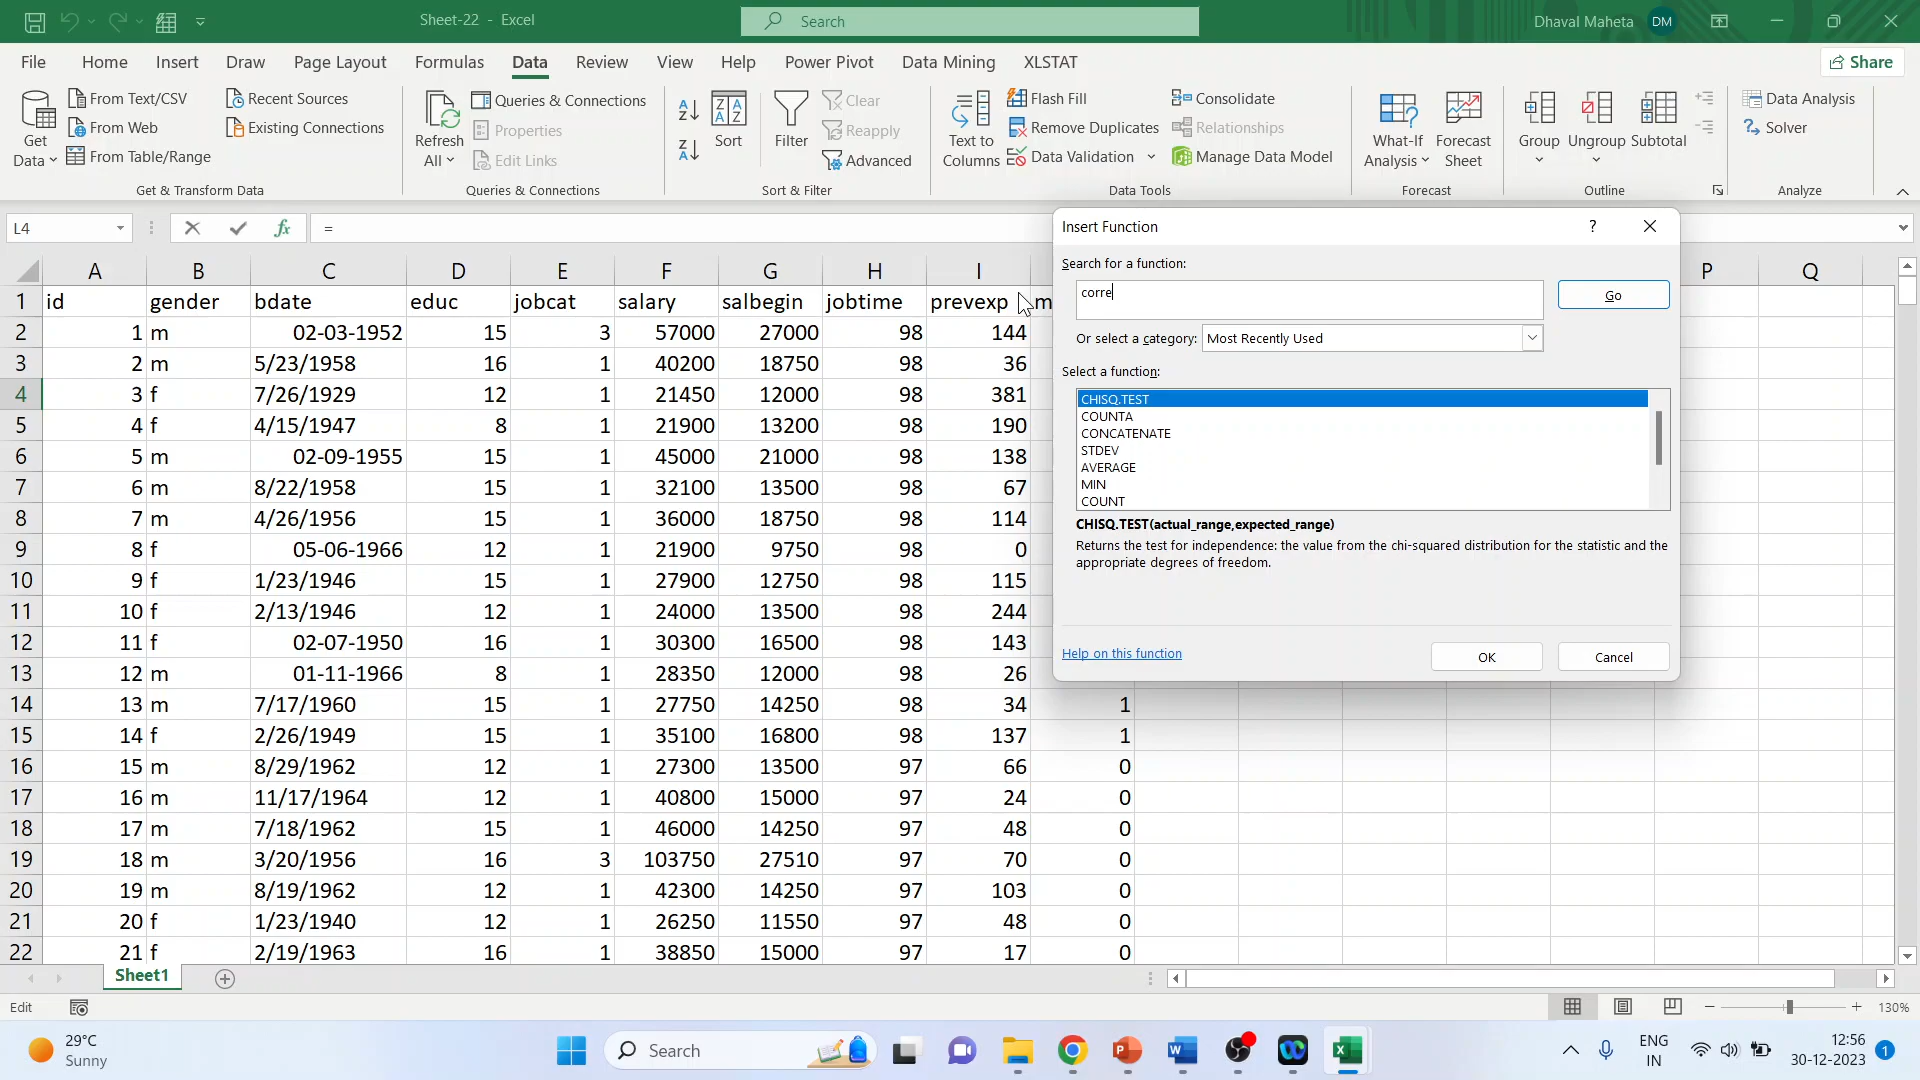 Sheet-22 - Excel
Search
Dhaval Maheta DM
File Home Insert Draw Page Layout Formulas Data Review View Help Power Pivot Data Mining XLSTAT Share
Get Data
From Text/CSV
From Web
From Table/Range
Recent Sources
Existing Connections
Get & Transform Data
Refresh All
Queries & Connections
Properties
Edit Links
Queries & Connections
Sort
Filter
Clear
Reapply
Advanced
Sort & Filter
Text to Columns
Flash Fill
Remove Duplicates
Data Validation
Consolidate
Relationships
Manage Data Model
Data Tools
What-If Analysis
Forecast Sheet
Forecast
Group
Ungroup
Subtotal
Outline
Data Analysis
Solver
Analyze
L4
fx =
Insert Function
?
Search for a function:
corre
Go
Or select a category: Most Recently Used
Select a function:
CHISQ.TEST
COUNTA
CONCATENATE
STDEV
AVERAGE
MIN
COUNT
CHISQ.TEST(actual_range,expected_range)
Returns the test for independence: the value from the chi-squared distribution for the statistic and the
appropriate degrees of freedom.
Help on this function
OK
Cancel
A B C D E F G H I P Q
1 id gender bdate educ jobcat salary salbegin jobtime prevexp m
2 1 m 02-03-1952 15 3 57000 27000 98 144
3 2 m 5/23/1958 16 1 40200 18750 98 36
4 3 f 7/26/1929 12 1 21450 12000 98 381
5 4 f 4/15/1947 8 1 21900 13200 98 190
6 5 m 02-09-1955 15 1 45000 21000 98 138
7 6 m 8/22/1958 15 1 32100 13500 98 67
8 7 m 4/26/1956 15 1 36000 18750 98 114
9 8 f 05-06-1966 12 1 21900 9750 98 0
10 9 f 1/23/1946 15 1 27900 12750 98 115
11 10 f 2/13/1946 12 1 24000 13500 98 244
12 11 f 02-07-1950 16 1 30300 16500 98 143
13 12 m 01-11-1966 8 1 28350 12000 98 26
14 13 m 7/17/1960 15 1 27750 14250 98 34 1
15 14 f 2/26/1949 15 1 35100 16800 98 137 1
16 15 m 8/29/1962 12 1 27300 13500 97 66 0
17 16 m 11/17/1964 12 1 40800 15000 97 24 0
18 17 m 7/18/1962 15 1 46000 14250 97 48 0
19 18 m 3/20/1956 16 3 103750 27510 97 70 0
20 19 m 8/19/1962 12 1 42300 14250 97 103 0
21 20 f 1/23/1940 12 1 26250 11550 97 48 0
22 21 f 2/19/1963 16 1 38850 15000 97 17 0
Sheet1
Edit
130%
29°C
Sunny
Search
ENG
IN
12:56
30-12-2023
1